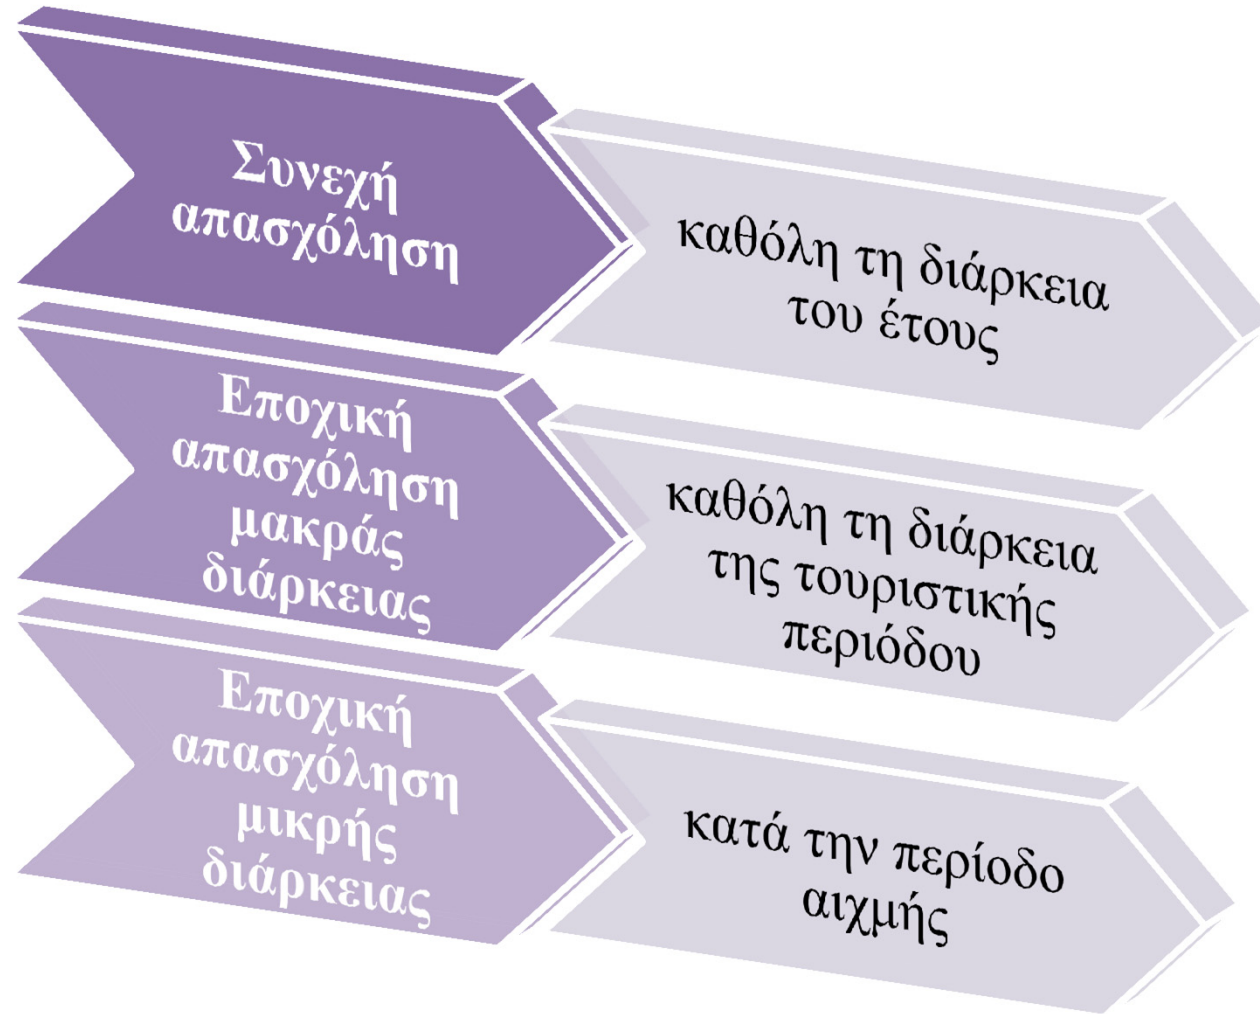 Συνεχή
απασχόληση
καθόλη τη διάρκεια
του έτους
Εποχική
απασχόληση
μακράς
διάρκειας
καθόλη τη διάρκεια
της τουριστικής
περιόδου
Εποχική
απασχόληση
μικρής
διάρκειας
κατά την περίοδο
αιχμής